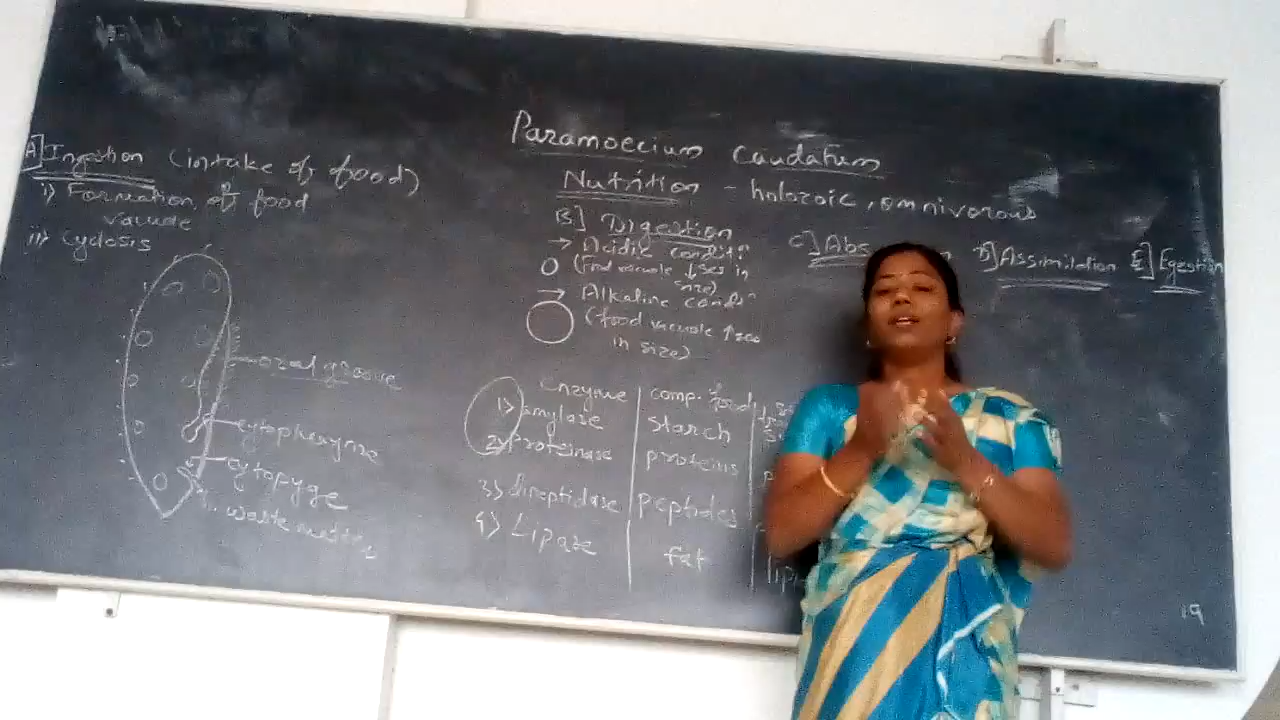 Paramoecium Caudatum
Nutrition - holozoic, omnivorous
A] Ingestion (intake of food)
i) Formation of food
vacuole
ii) Cyclosis
oral groove
cytopharynx
cytopyge
waste matter
B.] Digestion
→ Acidic
(Food vacuole ↓ses in
size)
→ Alkaline
(food vacuole ↑ses
in size)
Enzyme comp. of food
1) amylase starch
2) proteinase proteins
3) dipeptidase peptides
4) Lipase fat
C] Abs n
D] Assimilation
E] Egestion
19